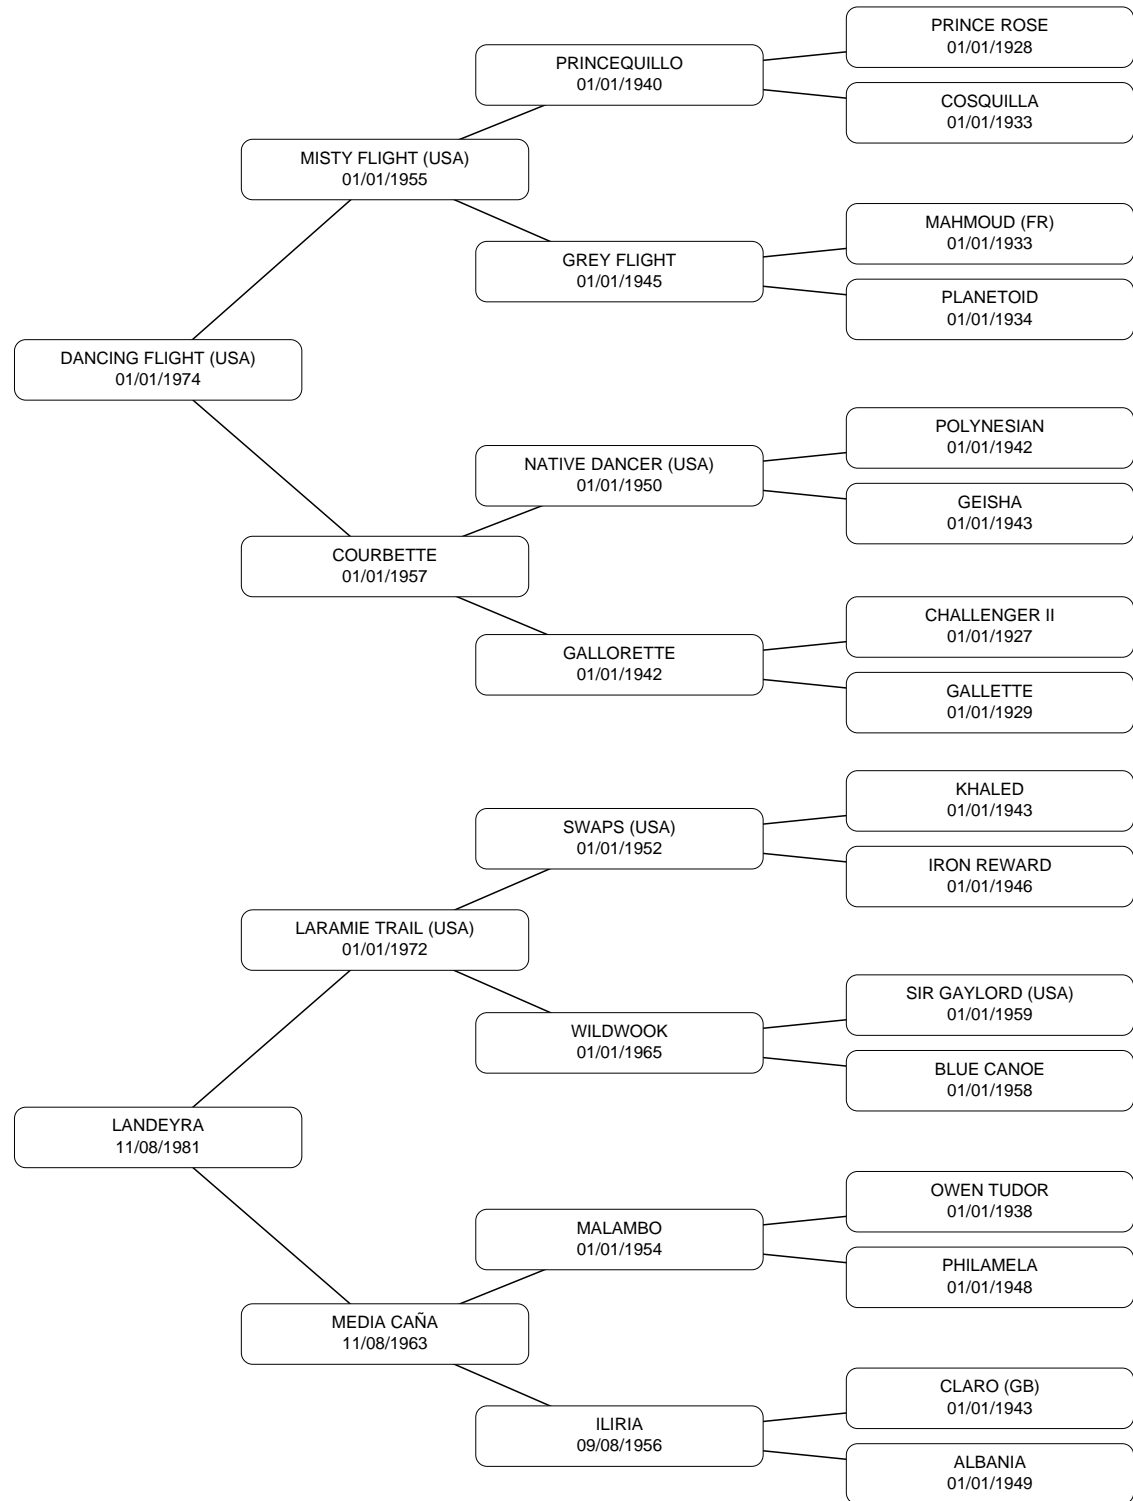 PRINCE ROSE
01/01/1928
PRINCEQUILLO
01/01/1940
COSQUILLA
01/01/1933
MISTY FLIGHT (USA)
01/01/1955
MAHMOUD (FR)
01/01/1933
GREY FLIGHT
01/01/1945
PLANETOID
01/01/1934
DANCING FLIGHT (USA)
01/01/1974
POLYNESIAN
01/01/1942
NATIVE DANCER (USA)
01/01/1950
GEISHA
01/01/1943
COURBETTE
01/01/1957
CHALLENGER II
01/01/1927
GALLORETTE
01/01/1942
GALLETTE
01/01/1929
KHALED
01/01/1943
SWAPS (USA)
01/01/1952
IRON REWARD
01/01/1946
LARAMIE TRAIL (USA)
01/01/1972
SIR GAYLORD (USA)
01/01/1959
WILDWOOK
01/01/1965
BLUE CANOE
01/01/1958
LANDEYRA
11/08/1981
OWEN TUDOR
01/01/1938
MALAMBO
01/01/1954
PHILAMELA
01/01/1948
MEDIA CAÑA
11/08/1963
CLARO (GB)
01/01/1943
ILIRIA
09/08/1956
ALBANIA
01/01/1949